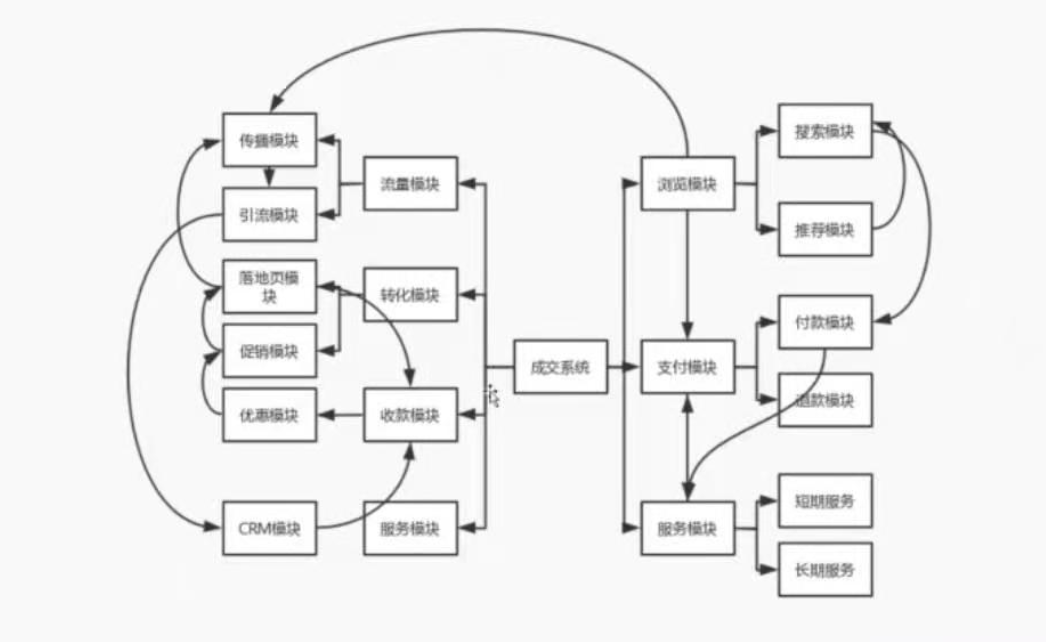 传播模块
引流模块
落地页模
块
促销模块
优惠模块
CRM模块
流量模块
转化模块
收款模块
服务模块
成交系统
浏览模块
支付模块
服务模块
搜索模块
推荐模块
付款模块
退款模块
短期服务
长期服务